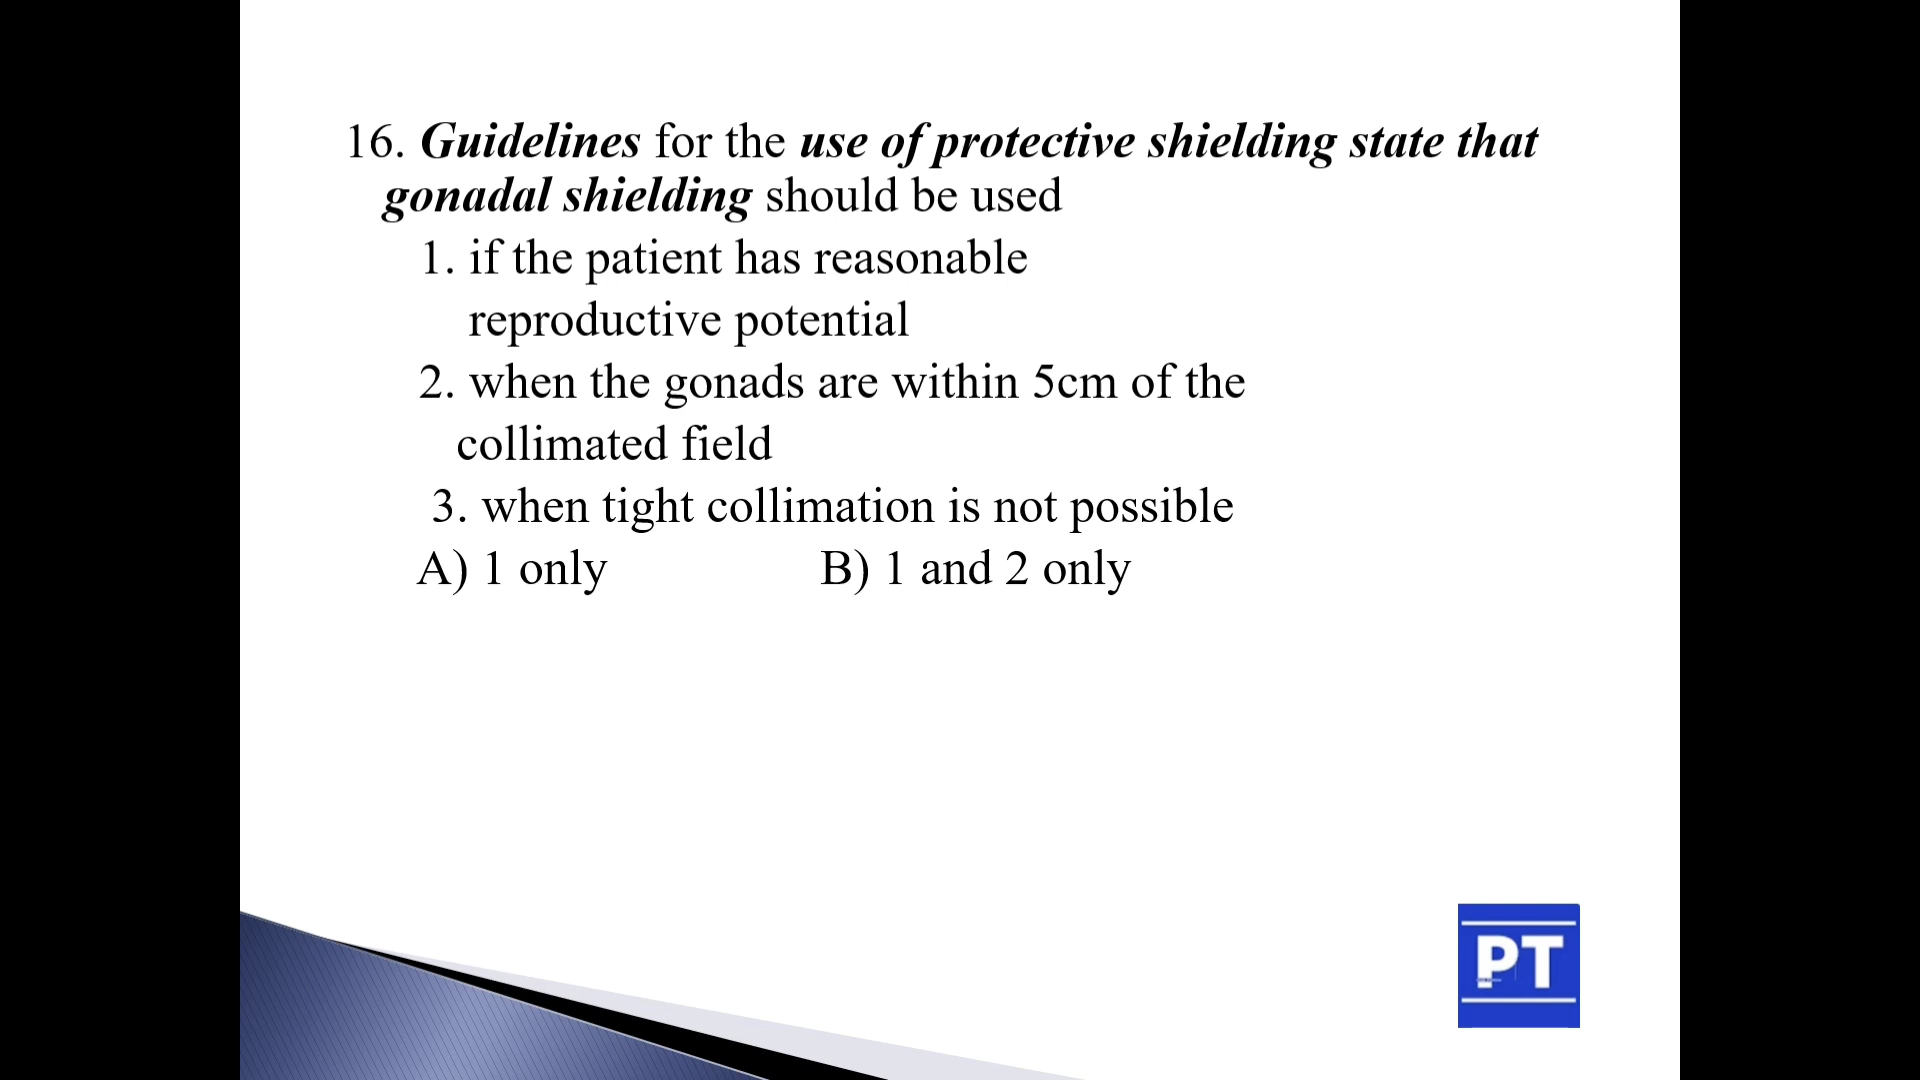 16. Guidelines for the use of protective shielding state that
gonadal shielding should be used
1. if the patient has reasonable
reproductive potential
2. when the gonads are within 5cm of the
collimated field
3. when tight collimation is not possible
A) 1 only B) 1 and 2 only
PT